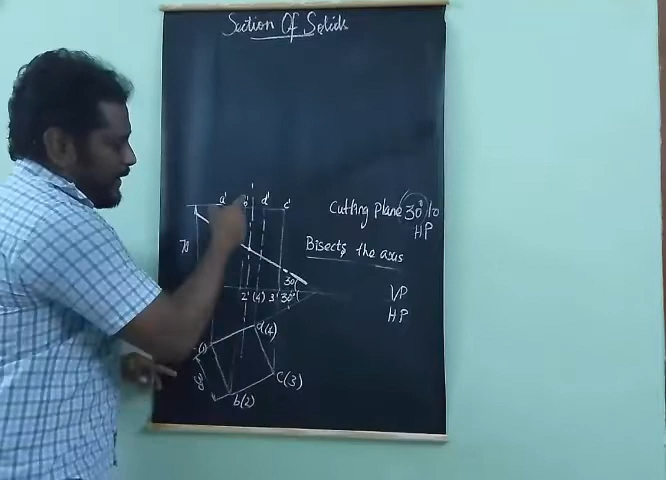 Section Of Solids
a' b' d' c'
Cutting Plane 30° to
HP
70
Bisects the axis
30
VP
2' (4) 3' 30°
HP
d(4)
C(3)
b(2)